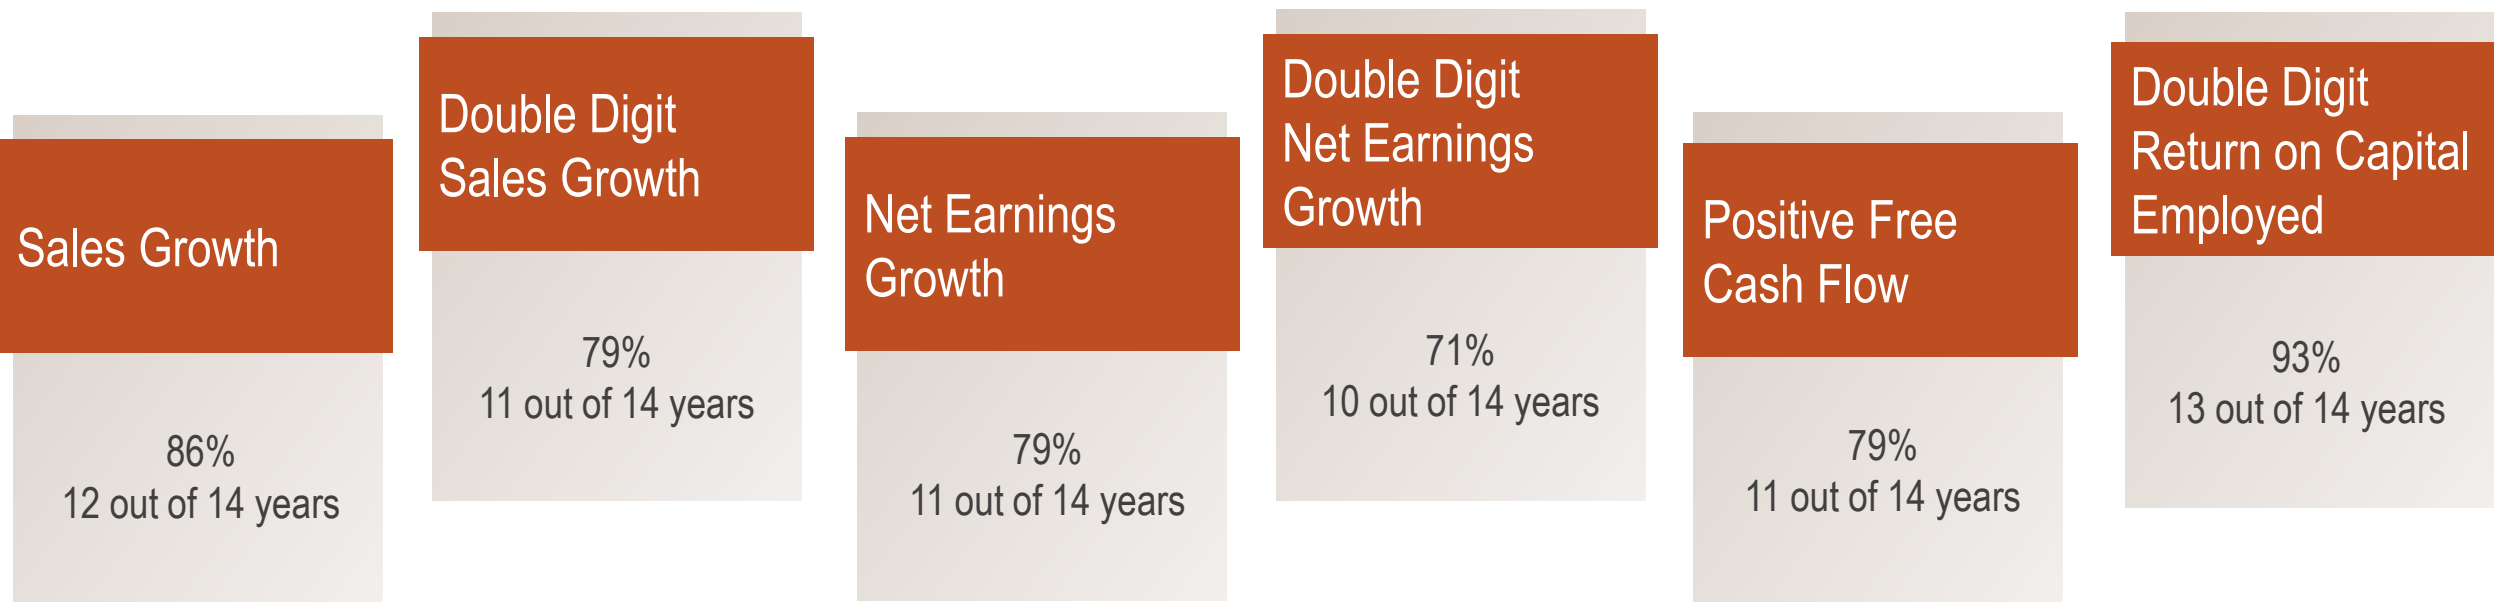 Sales Growth
86%
12 out of 14 years
Double Digit
Sales Growth
79%
11 out of 14 years
Net Earnings
Growth
79%
11 out of 14 years
Double Digit
Net Earnings
Growth
71%
10 out of 14 years
Positive Free
Cash Flow
79%
11 out of 14 years
Double Digit
Return on Capital
Employed
93%
13 out of 14 years